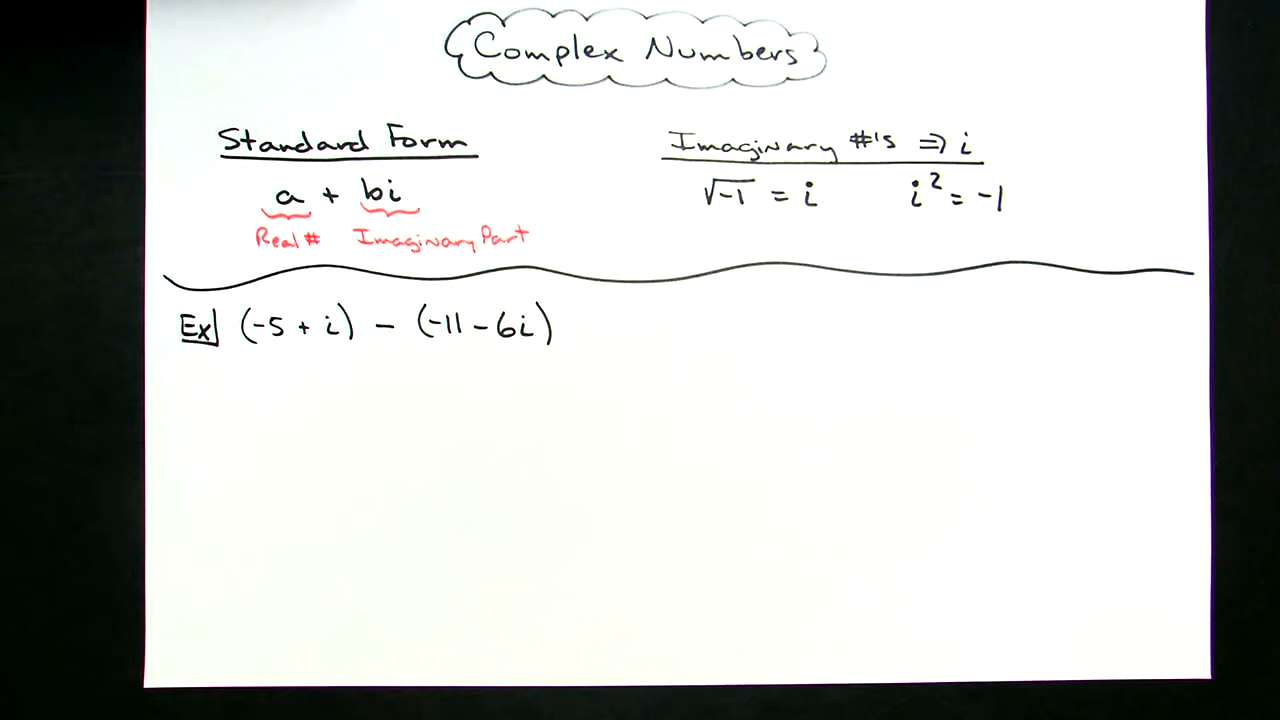 Complex Numbers
Standard Form
a + bi
Real # Imaginary Part
Imaginary #'s ⇒ i
√-1 = i i² = -1
Ex (-5 + i) - (-11 - 6i)